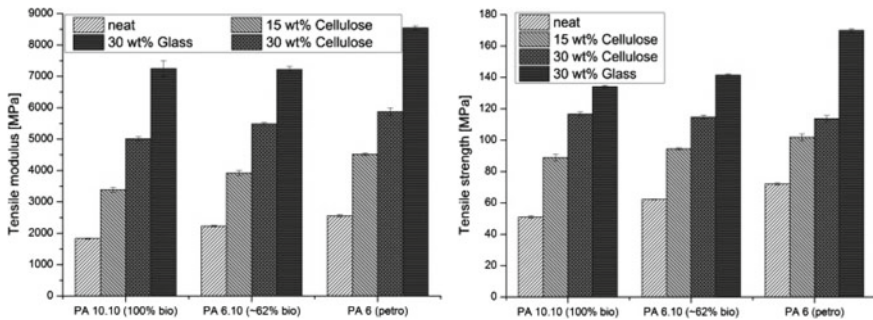 neat
15 wt% Cellulose
30 wt% Glass
30 wt% Cellulose
Tensile modulus [MPa]
9000
8000
7000
6000
5000
4000
3000
2000
1000
0
PA 10.10 (100% bio)
PA 6.10 (~62% bio)
PA 6 (petro)
neat
15 wt% Cellulose
30 wt% Cellulose
30 wt% Glass
Tensile strength [MPa]
180
160
140
120
100
80
60
40
20
0
PA 10.10 (100% bio)
PA 6.10 (~62% bio)
PA 6 (petro)